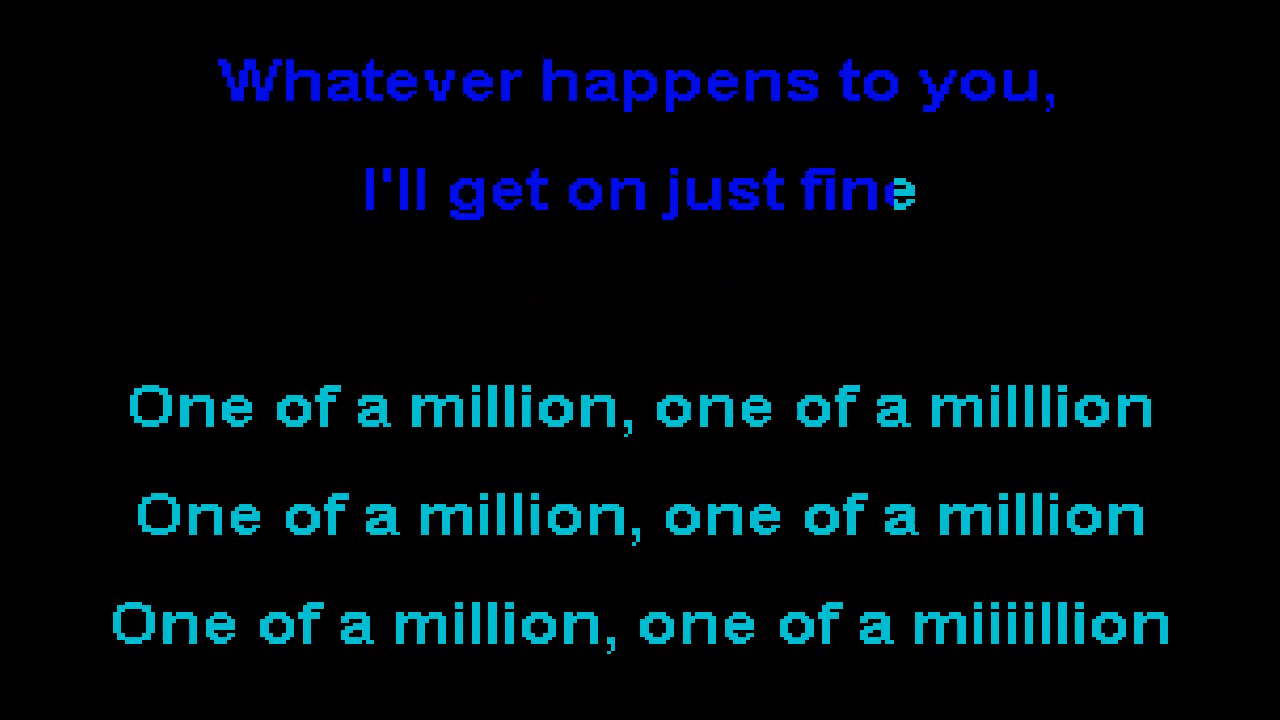 Whatever happens to you,
I'll get on just fine
One of a million, one of a milllion
One of a million, one of a million
One of a million, one of a miiiillion